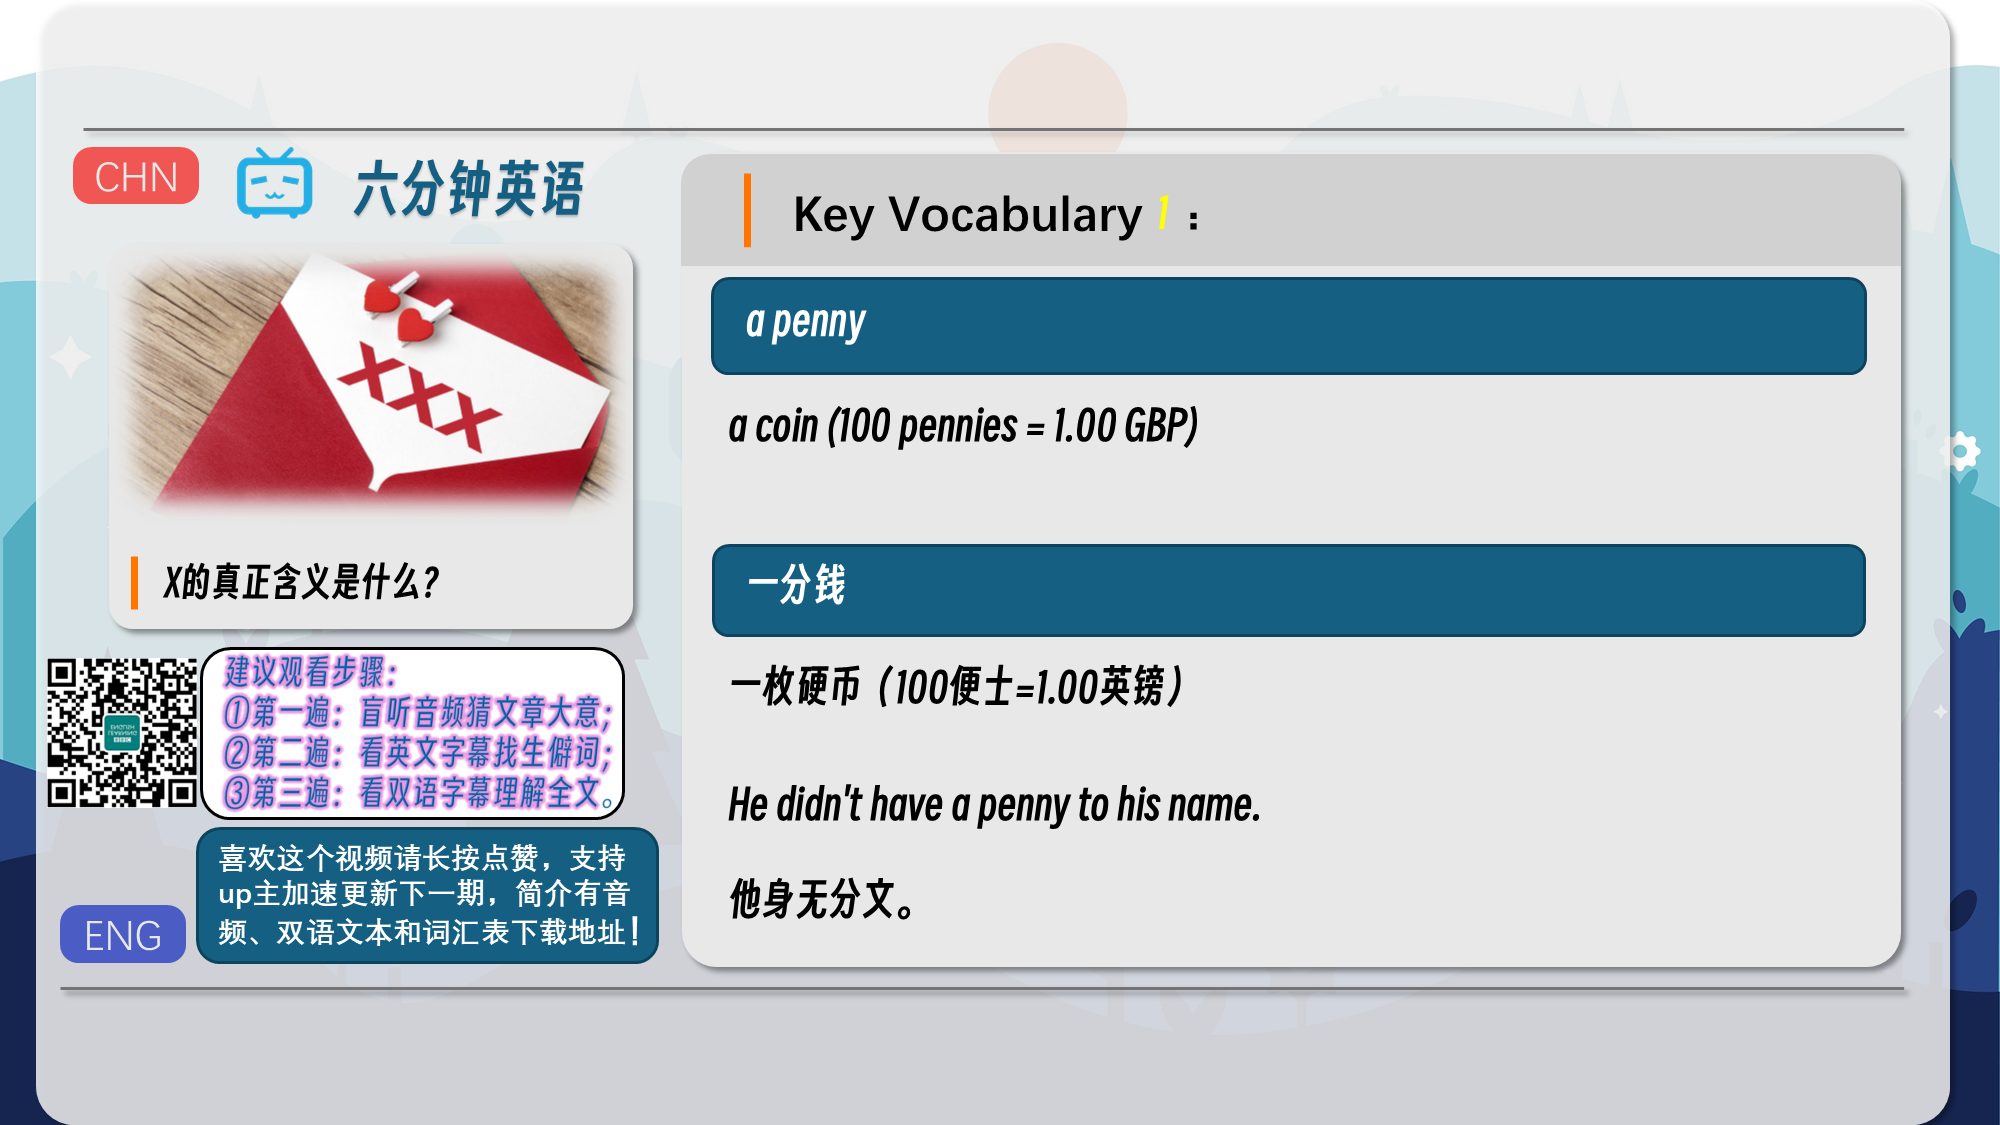 CHN
六分钟英语
XXX
X的真正含义是什么?
建议观看步骤:
①第一遍: 盲听音频猜文章大意;
②第二遍: 看英文字幕找生僻词;
③第三遍: 看双语字幕理解全文。
喜欢这个视频请长按点赞，支持
up主加速更新下一期，简介有音
频、双语文本和词汇表下载地址!
ENG
Key Vocabulary 1 :
a penny
a coin (100 pennies = 1.00 GBP)
一分钱
一枚硬币（100便士=1.00英镑）
He didn't have a penny to his name.
他身无分文。